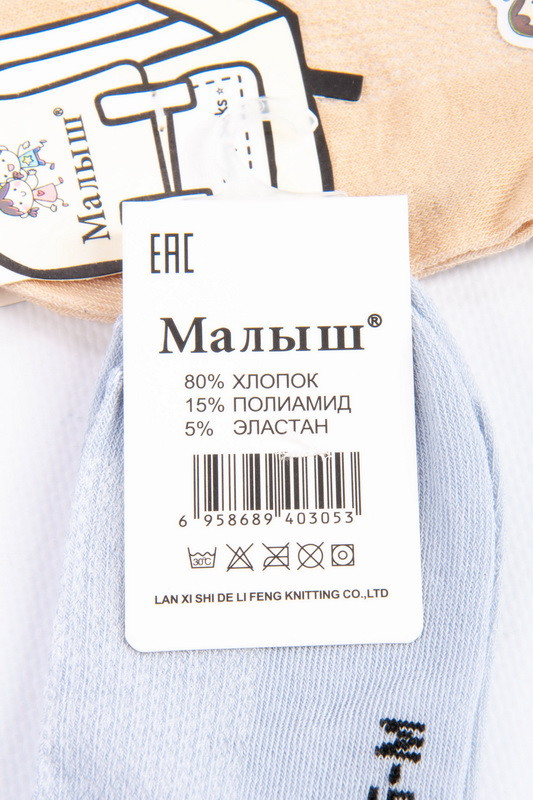 Малыш®
EAC
Малыш®
80% ХЛОПОК
15% ПОЛИАМИД
5% ЭЛАСТАН
6 958689 403053
30°C
LAN XI SHI DE LI FENG KNITTING CO.,LTD